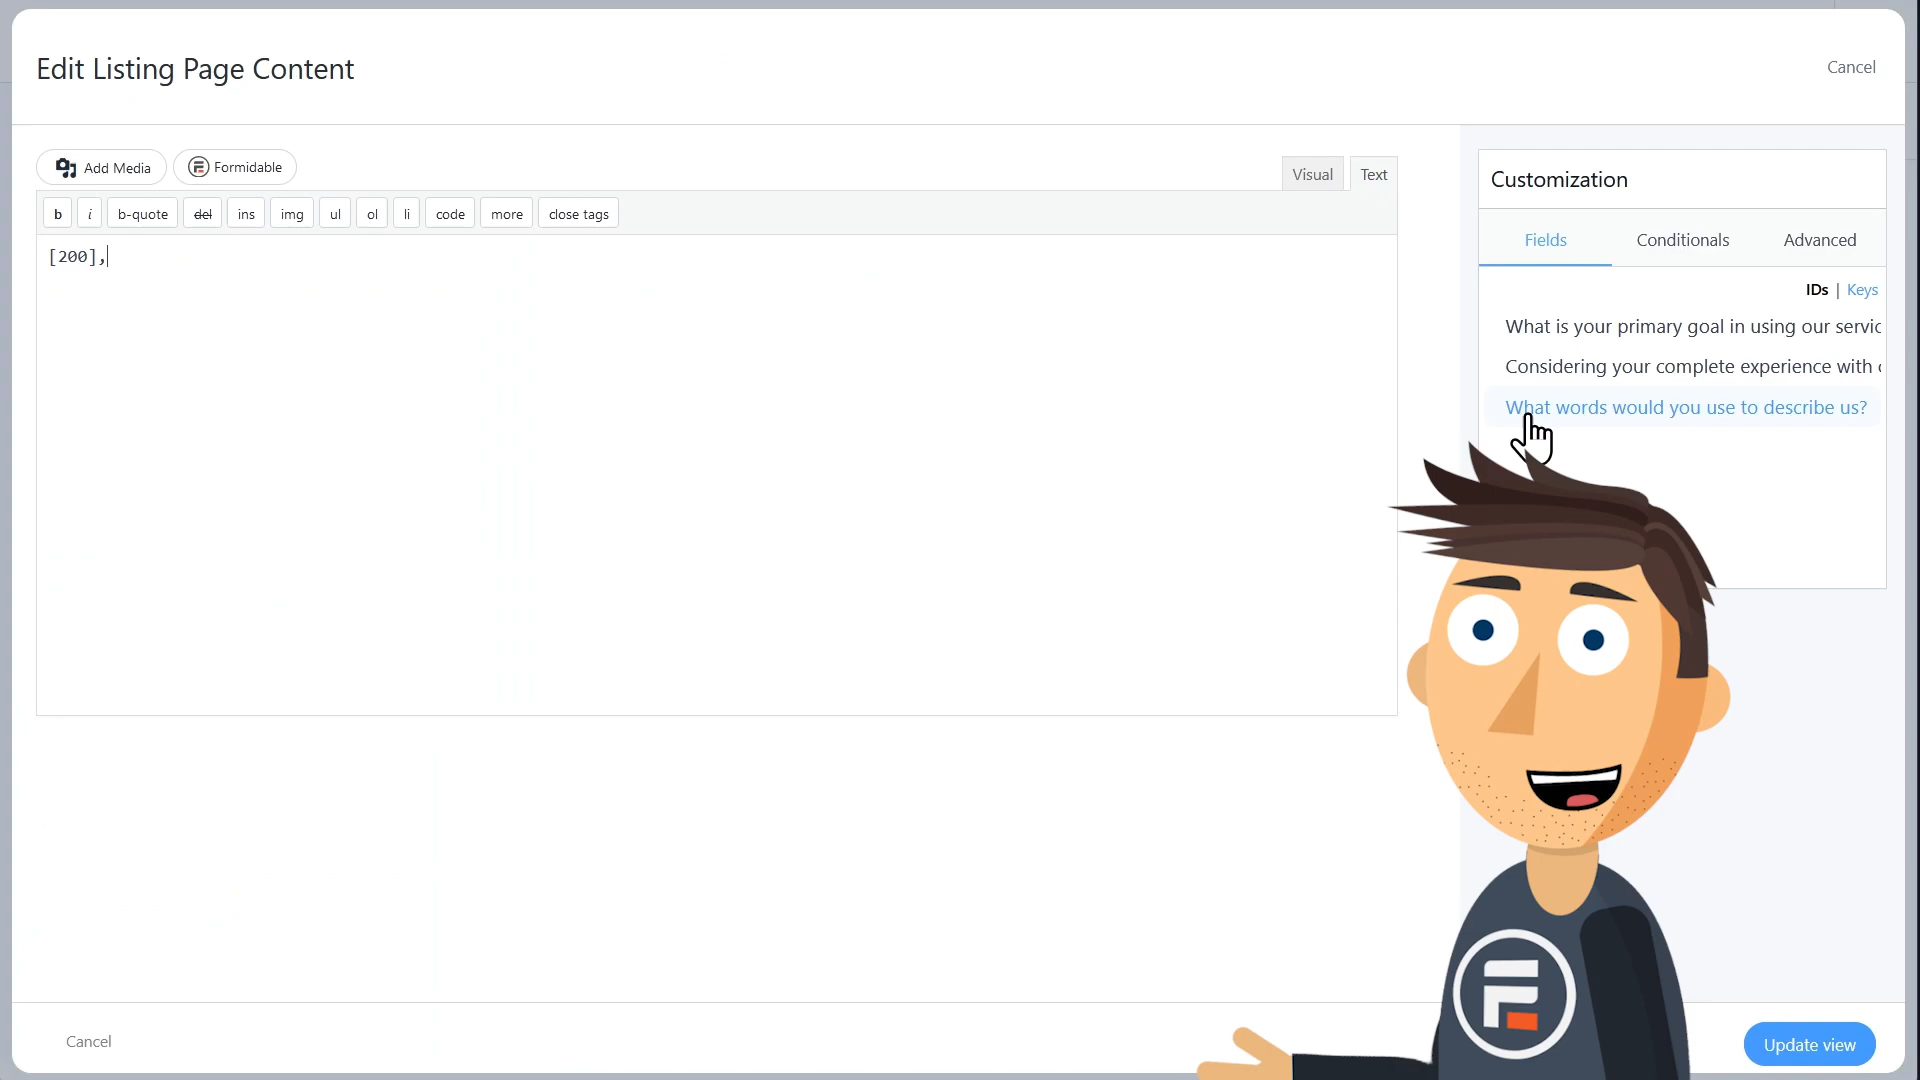 Edit Listing Page Content
Cancel
Add Media
Formidable
Visual
Text
b
i
b-quote
del
ins
img
ul
ol
li
code
more
close tags
[200],
Customization
Fields
Conditionals
Advanced
IDs | Keys
What is your primary goal in using our servic
Considering your complete experience with
What words would you use to describe us?
Cancel
Update view